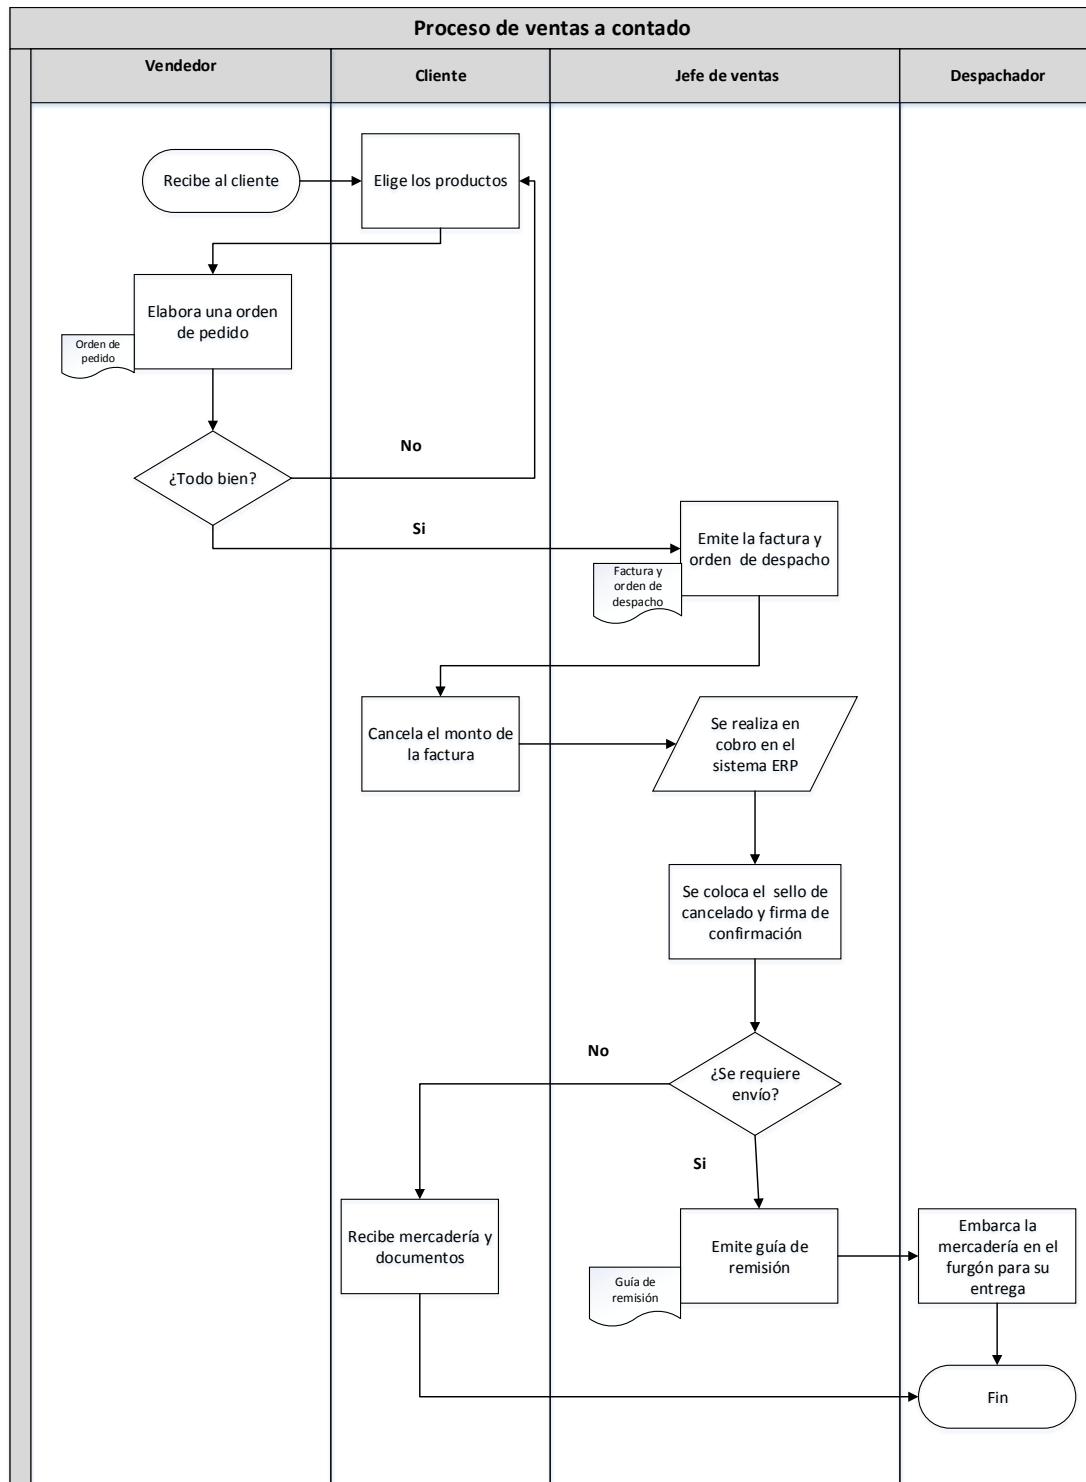 Proceso de ventas a contado
Vendedor
Cliente
Jefe de ventas
Despachador
Recibe al cliente
Elige los productos
Elabora una orden
de pedido
Orden de
pedido
¿Todo bien?
No
Si
Emite la factura y
orden de despacho
Factura y
orden de
despacho
Cancela el monto de
la factura
Se realiza en
cobro en el
sistema ERP
Se coloca el sello de
cancelado y firma de
confirmación
¿Se requiere
envío?
No
Si
Recibe mercadería y
documentos
Emite guía de
remisión
Guía de
remisión
Embarca la
mercadería en el
furgón para su
entrega
Fin